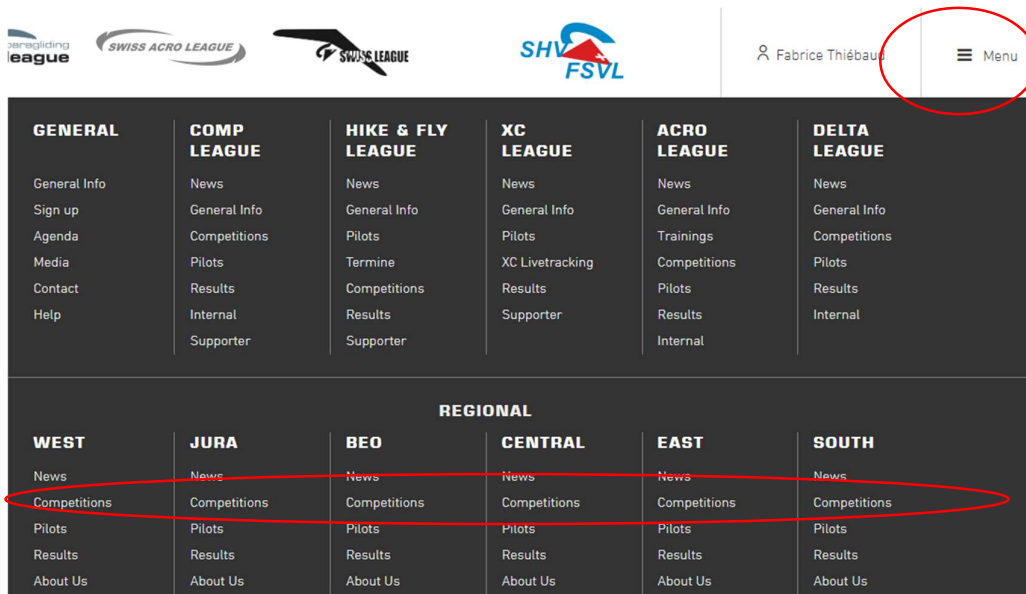 paragliding
league
SWISS ACRO LEAGUE
SWISS LEAGUE
SHV
FSVL
Fabrice Thiébaud
Menu
GENERAL
General Info
Sign up
Agenda
Media
Contact
Help
COMP
LEAGUE
News
General Info
Competitions
Pilots
Results
Internal
Supporter
HIKE & FLY
LEAGUE
News
General Info
Pilots
Termine
Competitions
Results
Supporter
XC
LEAGUE
News
General Info
Pilots
XC Livetracking
Results
Supporter
ACRO
LEAGUE
News
General Info
Trainings
Competitions
Pilots
Results
Internal
DELTA
LEAGUE
News
General Info
Competitions
Pilots
Results
Internal
REGIONAL
WEST
News
Competitions
Pilots
Results
About Us
JURA
News
Competitions
Pilots
Results
About Us
BEO
News
Competitions
Pilots
Results
About Us
CENTRAL
News
Competitions
Pilots
Results
About Us
EAST
News
Competitions
Pilots
Results
About Us
SOUTH
News
Competitions
Pilots
Results
About Us